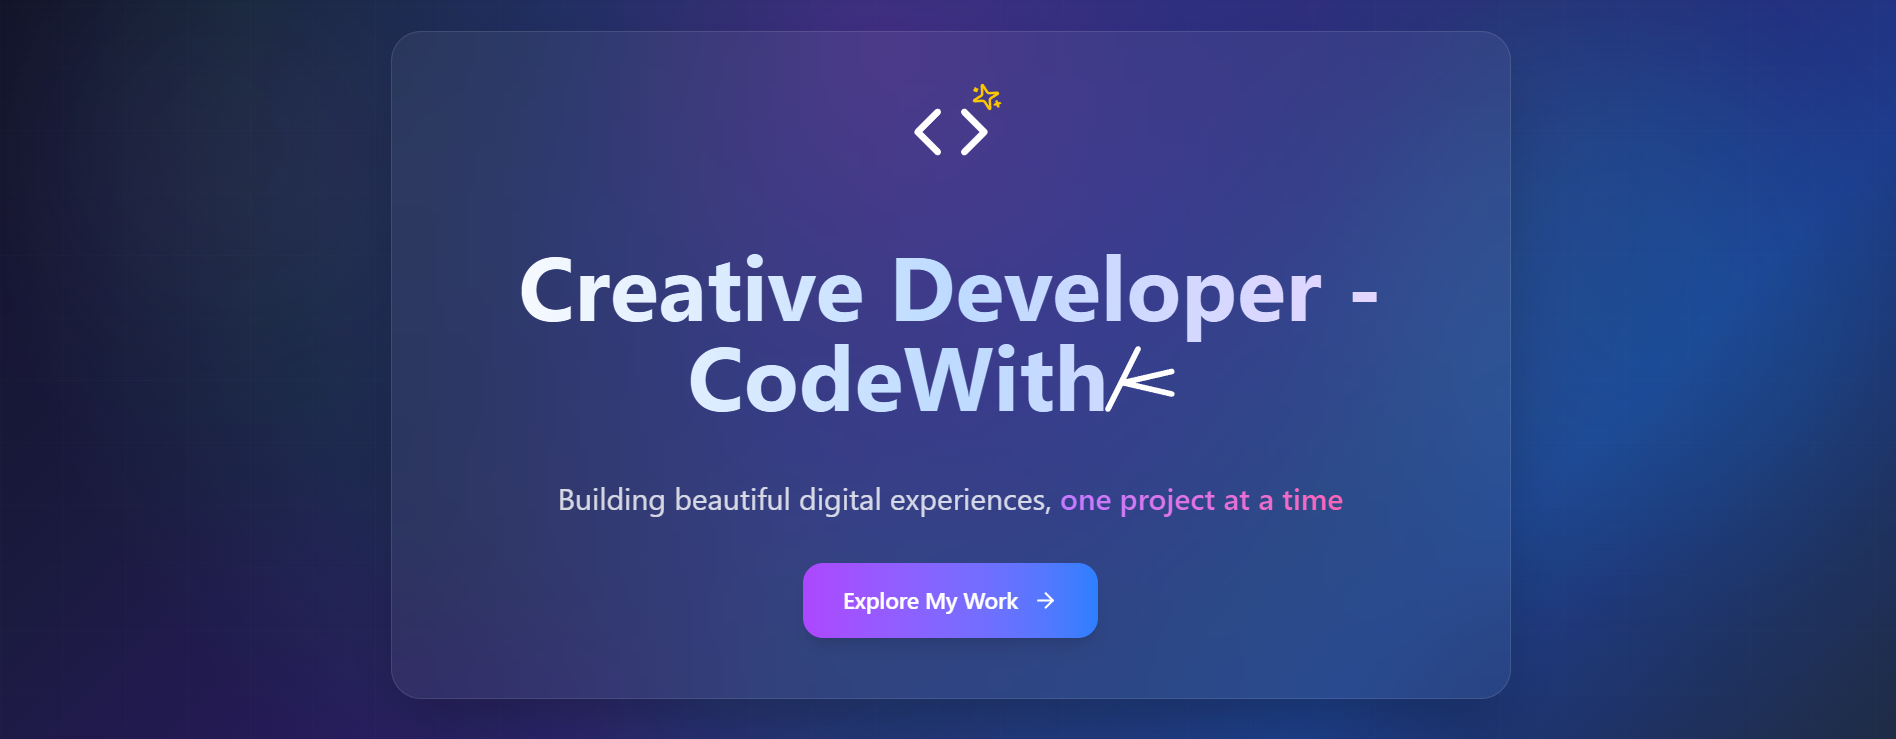 Creative Developer -
CodeWith
Building beautiful digital experiences, one project at a time
Explore My Work